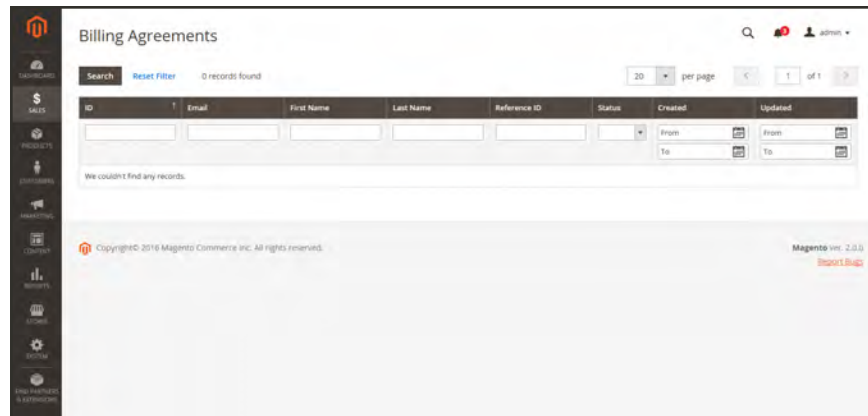 Billing Agreements
admin
Search Reset Filter 0 records found 20 per page 1 of 1
ID Email First Name Last Name Reference ID Status Created Updated
From From
To To
We couldn't find any records.
Copyright© 2016 Magento Commerce Inc. All rights reserved.
Magento ver. 2.0.0
Report Bugs
DASHBOARD
SALES
PRODUCTS
CUSTOMERS
MARKETING
CONTENT
REPORTS
STORES
SYSTEM
FIND PARTNERS
& EXTENSIONS